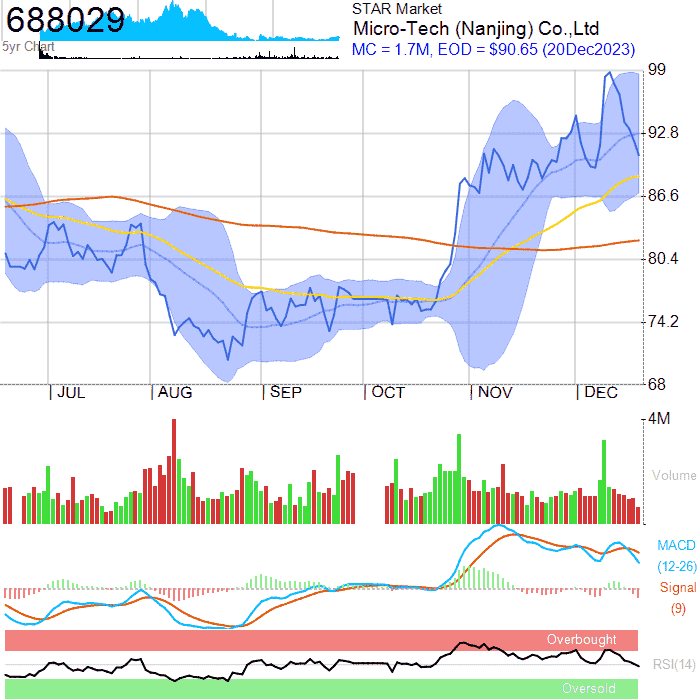 688029
5yr Chart
STAR Market
Micro-Tech (Nanjing) Co.,Ltd
MC = 1.7M, EOD = $90.65 (20Dec2023)
99
92.8
86.6
80.4
74.2
68
JUL AUG SEP OCT NOV DEC
4M
Volume
MACD
(12-26)
Signal
(9)
Overbought
RSI(14)
Oversold